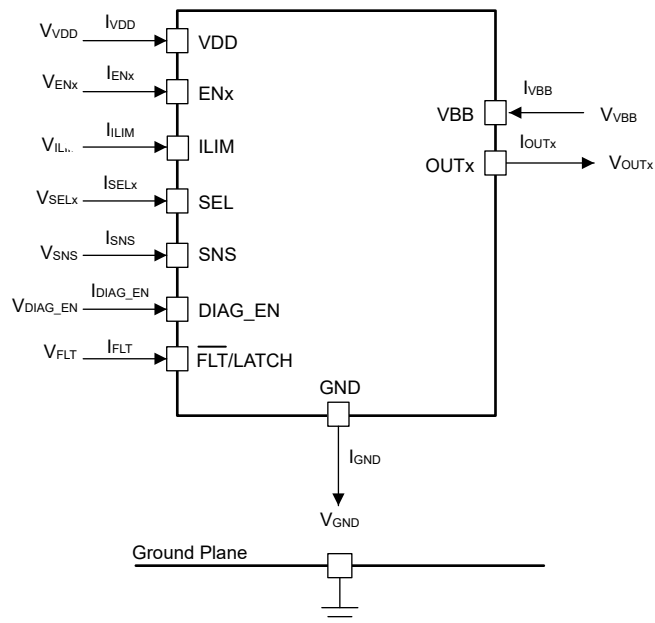 VVDD IVDD VDD
VENx IENx ENx
IILIM ILIM
VSELx ISELx SEL
VSNS ISNS SNS
VDIAG_EN IDIAG_EN DIAG_EN
VFLT IFLT FLT/LATCH
IVBB
VBB VVBB
IOUTx
OUTx VOUTx
GND
IGND
VGND
Ground Plane